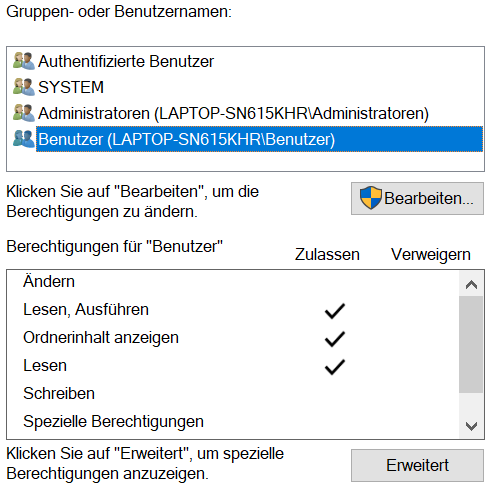 Gruppen- oder Benutzernamen:
Authentifizierte Benutzer
SYSTEM
Administratoren (LAPTOP-SN615KHR\Administratoren)
Benutzer (LAPTOP-SN615KHR\Benutzer)
Klicken Sie auf "Bearbeiten", um die
Berechtigungen zu ändern.
Bearbeiten...
Berechtigungen für "Benutzer"
Zulassen
Verweigern
Ändern
Lesen, Ausführen
Ordnerinhalt anzeigen
Lesen
Schreiben
Spezielle Berechtigungen
Klicken Sie auf "Erweitert", um spezielle
Berechtigungen anzuzeigen.
Erweitert